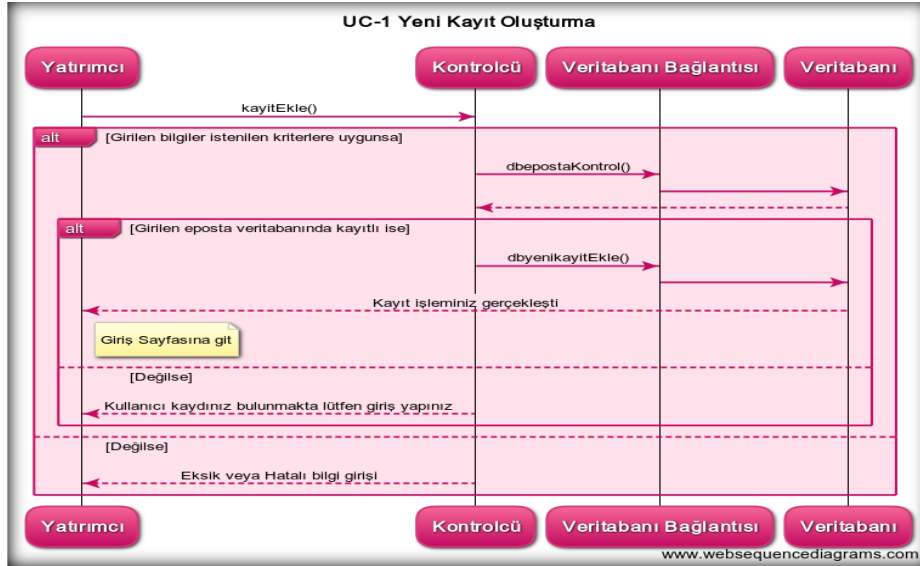 UC-1 Yeni Kayıt Oluşturma
Yatırımcı
Kontrolcü
Veritabanı Bağlantısı
Veritabanı
kayitEkle()
alt
[Girilen bilgiler istenilen kriterlere uygunsa]
dbepostaKontrol()
alt
[Girilen eposta veritabanında kayıtlı ise]
dbyenikayitEkle()
Kayıt işleminiz gerçekleşti
Giriş Sayfasına git
[Değilse]
Kullanıcı kaydınız bulunmakta lütfen giriş yapınız
[Değilse]
Eksik veya Hatalı bilgi girişi
Yatırımcı
Kontrolcü
Veritabanı Bağlantısı
Veritabanı
www.websequencediagrams.com